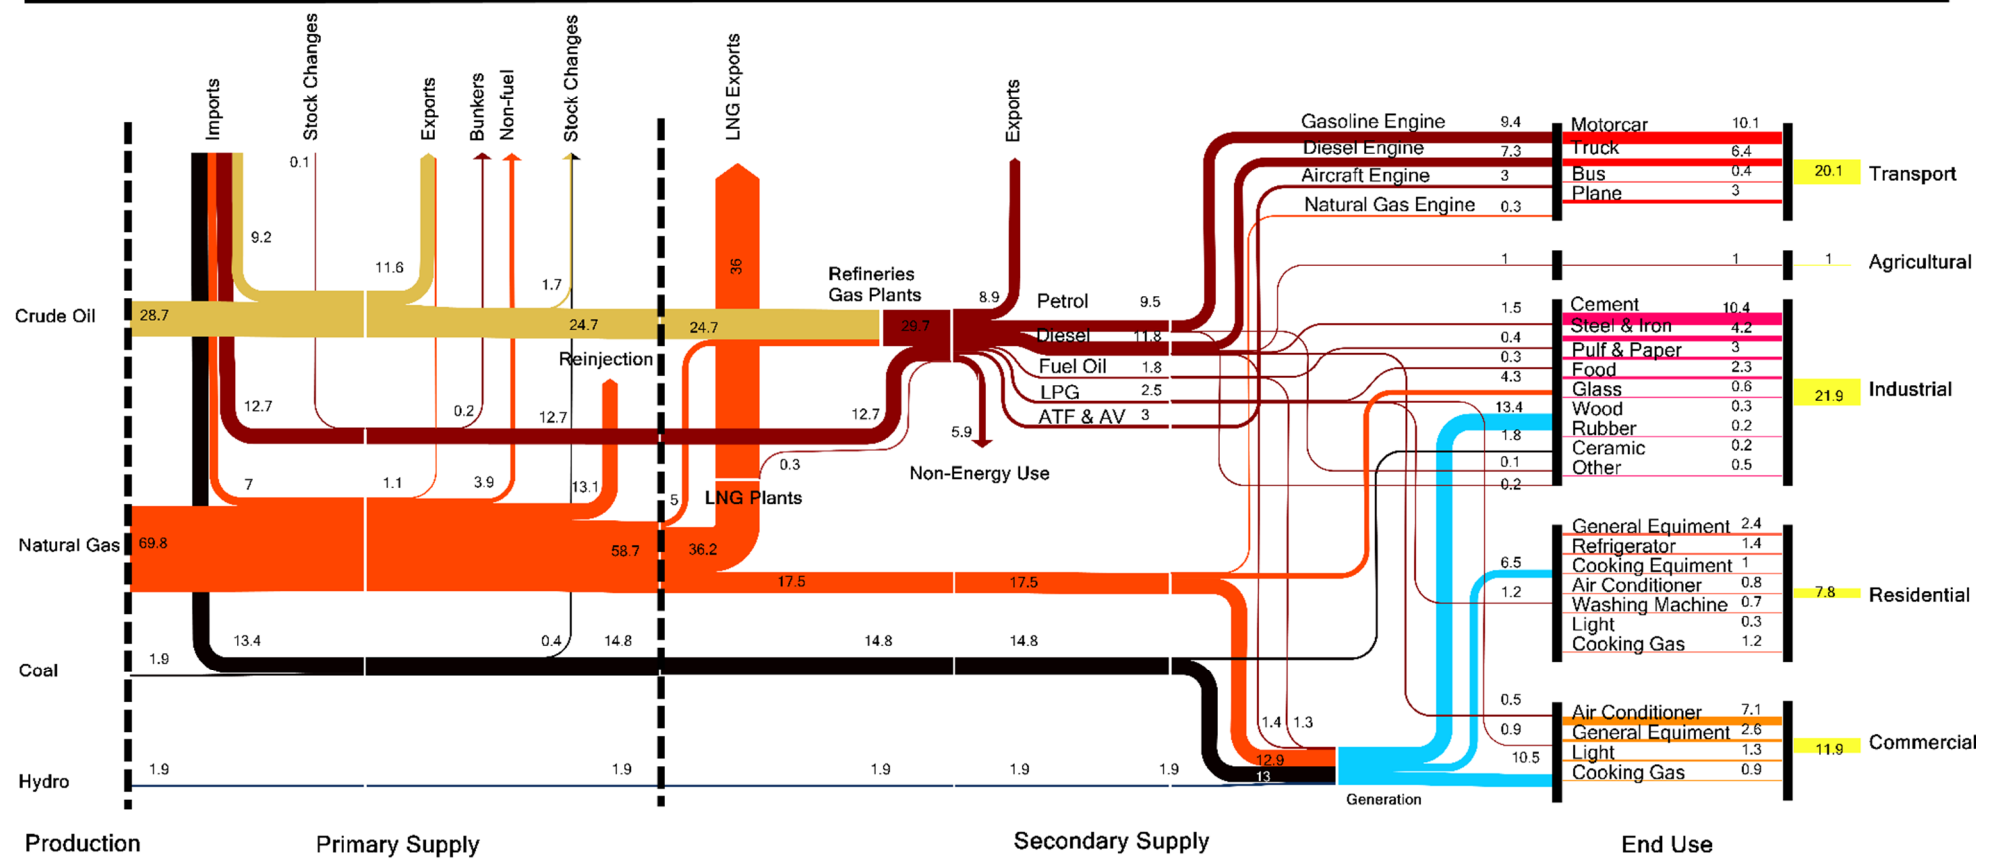 Imports
Stock Changes
Exports
Bunkers
Non-fuel
Stock Changes
LNG Exports
Exports
0.1
9.2
11.6
1.7
36
Refineries
Gas Plants
8.9
Crude Oil
28.7
24.7
24.7
29.7
Reinjection
12.7
0.2
12.7
12.7
5.9
0.3
Non-Energy Use
7
1.1
3.9
13.1
5
LNG Plants
Natural Gas
69.8
58.7
36.2
17.5
17.5
13.4
0.4
14.8
14.8
14.8
Coal
1.9
Hydro
1.9
1.9
1.9
1.9
1.9
Petrol 9.5
Diesel 11.8
Fuel Oil 1.8
LPG 2.5
ATF & AV 3
1.4 1.3
12.9
13
Generation
Gasoline Engine 9.4
Diesel Engine 7.3
Aircraft Engine 3
Natural Gas Engine 0.3
1
1.5
0.4
0.3
4.3
13.4
1.8
0.1
0.2
6.5
1.2
0.5
0.9
10.5
Motorcar 10.1
Truck 6.4
Bus 0.4
Plane 3
20.1 Transport
1
1 Agricultural
Cement 10.4
Steel & Iron 4.2
Pulf & Paper 3
Food 2.3
Glass 0.6
Wood 0.3
Rubber 0.2
Ceramic 0.2
Other 0.5
21.9 Industrial
General Equiment 2.4
Refrigerator 1.4
Cooking Equiment 1
Air Conditioner 0.8
Washing Machine 0.7
Light 0.3
Cooking Gas 1.2
7.8 Residential
Air Conditioner 7.1
General Equiment 2.6
Light 1.3
Cooking Gas 0.9
11.9 Commercial
Production
Primary Supply
Secondary Supply
End Use